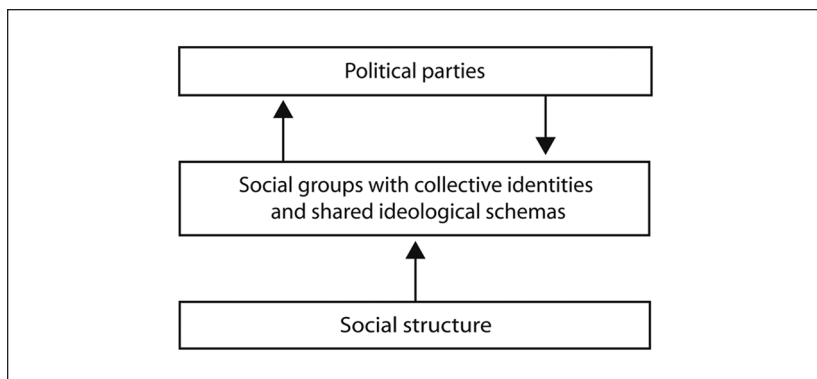 Political parties
Social groups with collective identities
and shared ideological schemas
Social structure